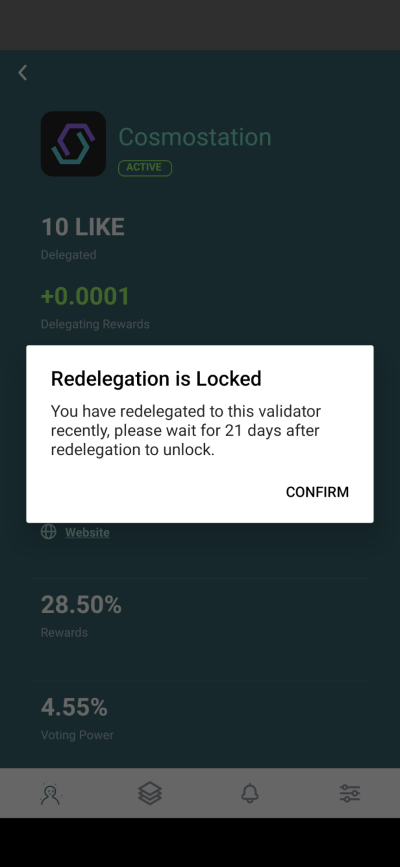 Cosmostation
ACTIVE
10 LIKE
Delegated
+0.0001
Delegating Rewards
Redelegation is Locked
You have redelegated to this validator
recently, please wait for 21 days after
redelegation to unlock.
CONFIRM
Website
28.50%
Rewards
4.55%
Voting Power